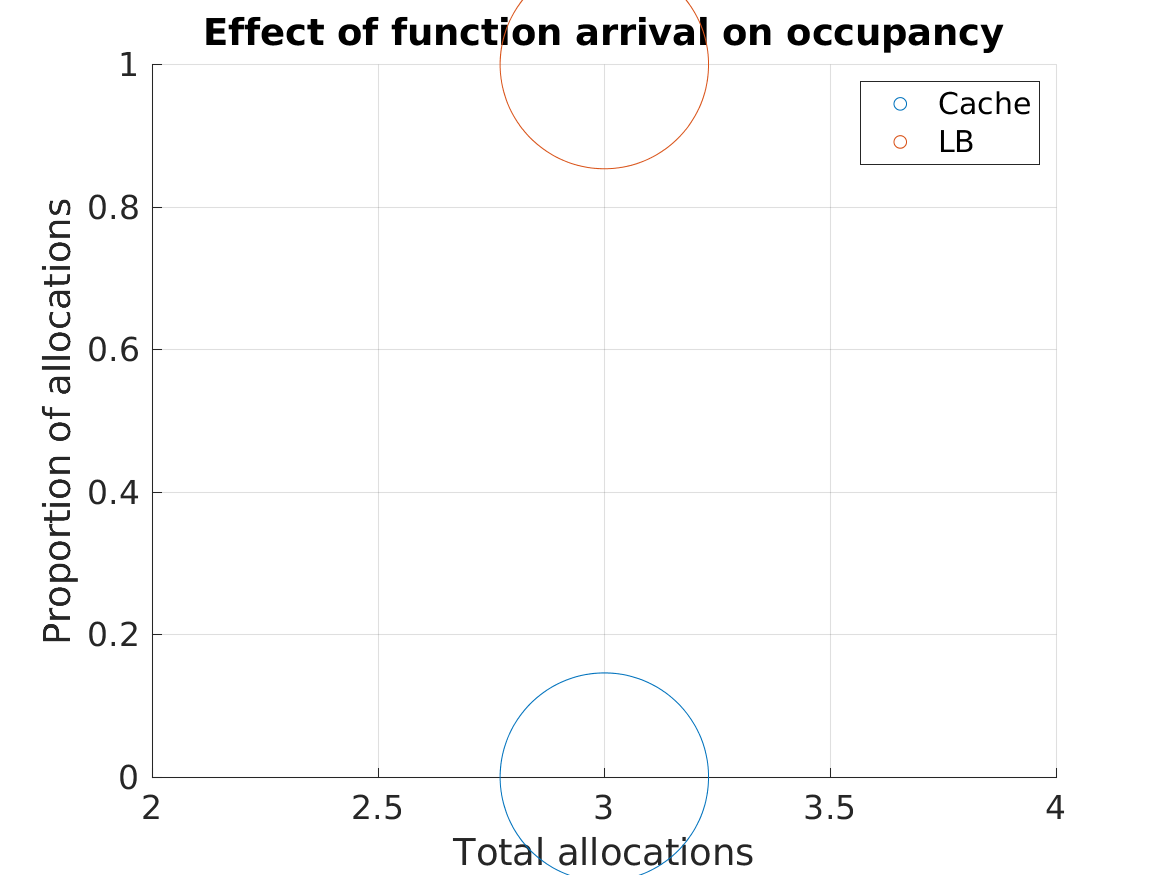 Effect of function arrival on occupancy
1
0.8
0.6
0.4
0.2
0
Proportion of allocations
Cache
LB
2 2.5 3 3.5 4
Total allocations